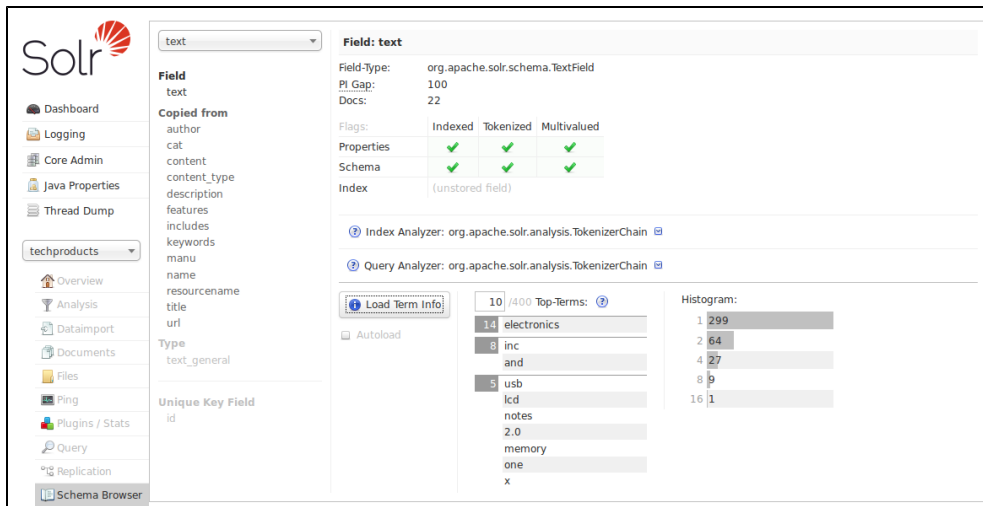 Solr
Dashboard
Logging
Core Admin
Java Properties
Thread Dump
techproducts
Overview
Analysis
Dataimport
Documents
Files
Ping
Plugins / Stats
Query
Replication
Schema Browser
text
Field
text
Copied from
author
cat
content
content_type
description
features
includes
keywords
manu
name
resourcename
title
url
Type
text_general
Unique Key Field
id
Field: text
Field-Type: org.apache.solr.schema.TextField
PI Gap: 100
Docs: 22
Flags: Indexed Tokenized Multivalued
Properties
Schema
Index (unstored field)
Index Analyzer: org.apache.solr.analysis.TokenizerChain
Query Analyzer: org.apache.solr.analysis.TokenizerChain
Load Term Info
Autoload
10 /400 Top-Terms:
14 electronics
8 inc
and
5 usb
lcd
notes
2.0
memory
one
x
Histogram:
1 299
2 64
4 27
8 9
16 1